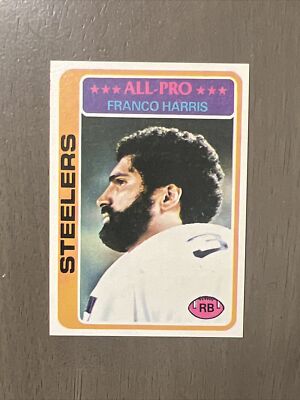 ★★★ ALL-PRO ★★★
FRANCO HARRIS
STEELERS
RB